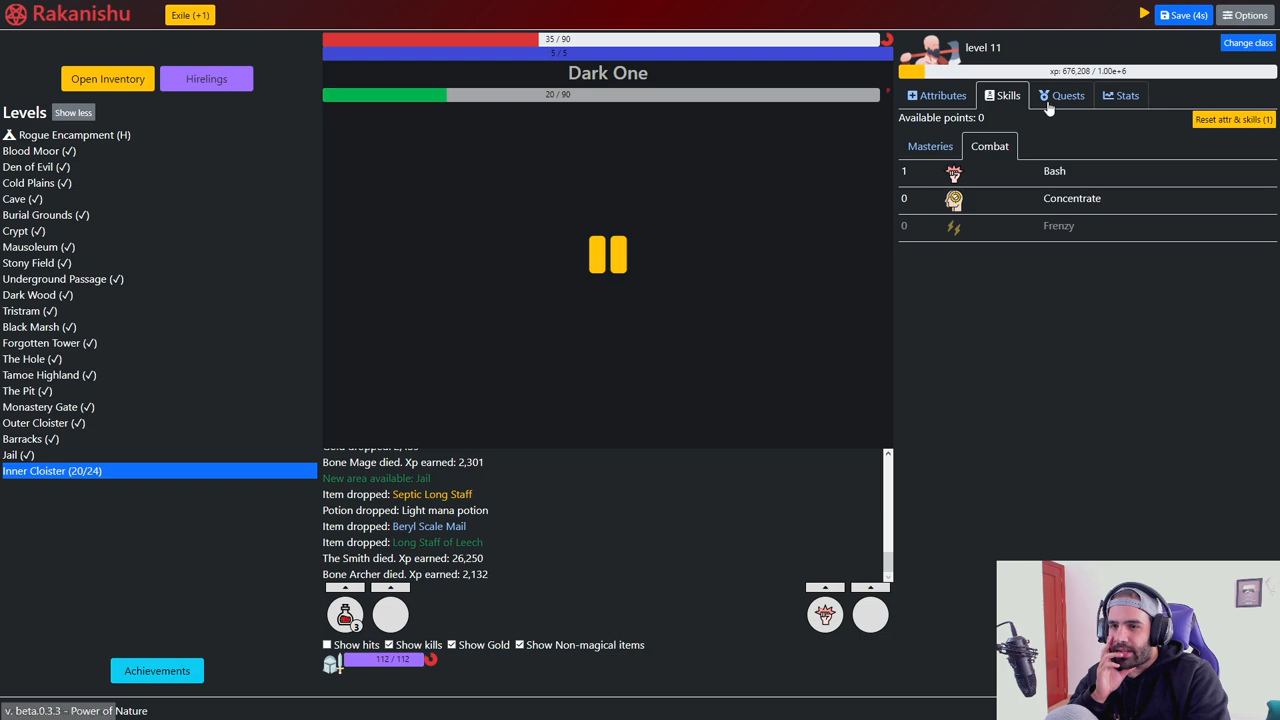 Rakanishu
Exile (+1)
Save (4s)
Options
Open Inventory
Hirelings
Levels
Show less
Rogue Encampment (H)
Blood Moor (✓)
Den of Evil (✓)
Cold Plains (✓)
Cave (✓)
Burial Grounds (✓)
Crypt (✓)
Mausoleum (✓)
Stony Field (✓)
Underground Passage (✓)
Dark Wood (✓)
Tristram (✓)
Black Marsh (✓)
Forgotten Tower (✓)
The Hole (✓)
Tamoe Highland (✓)
The Pit (✓)
Monastery Gate (✓)
Outer Cloister (✓)
Barracks (✓)
Jail (✓)
Inner Cloister (20/24)
Achievements
v. beta.0.3.3 - Power of Nature
35 / 90
5 / 5
Dark One
20 / 90
Bone Mage died. Xp earned: 2,301
New area available: Jail
Item dropped: Septic Long Staff
Potion dropped: Light mana potion
Item dropped: Beryl Scale Mail
Item dropped: Long Staff of Leech
The Smith died. Xp earned: 26,250
Bone Archer died. Xp earned: 2,132
3
Show hits Show kills Show Gold Show Non-magical items
112 / 112
level 11
Change class
xp: 676,208 / 1.00e+6
Attributes Skills Quests Stats
Available points: 0
Reset attr & skills (1)
Masteries Combat
1 Bash
0 Concentrate
0 Frenzy